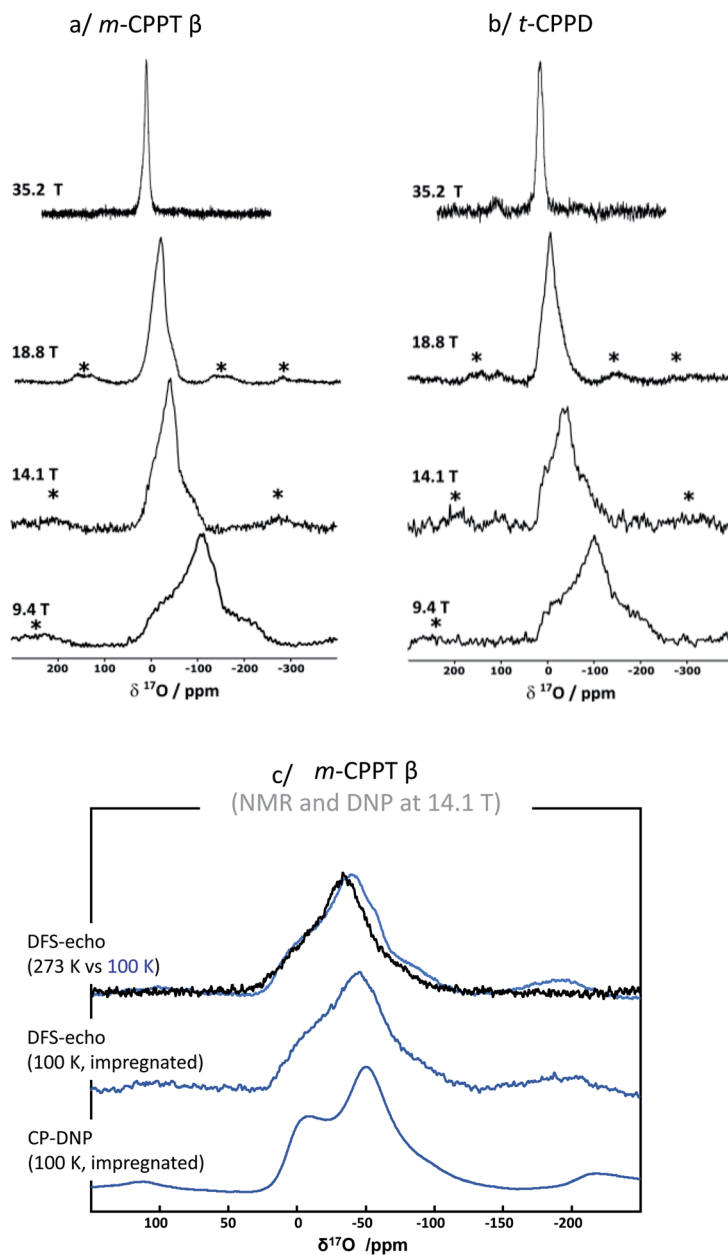 a/ m-CPPT β
b/ t-CPPD
35.2 T
35.2 T
18.8 T
* * *
18.8 T
* * *
14.1 T
* *
14.1 T
* *
9.4 T
*
9.4 T
*
200 100 0 -100 -200 -300
200 100 0 -100 -200 -300
δ ¹⁷O / ppm
δ ¹⁷O / ppm
c/ m-CPPT β
(NMR and DNP at 14.1 T)
DFS-echo
(273 K vs 100 K)
DFS-echo
(100 K, impregnated)
CP-DNP
(100 K, impregnated)
100 50 0 -50 -100 -150 -200
δ¹⁷O /ppm